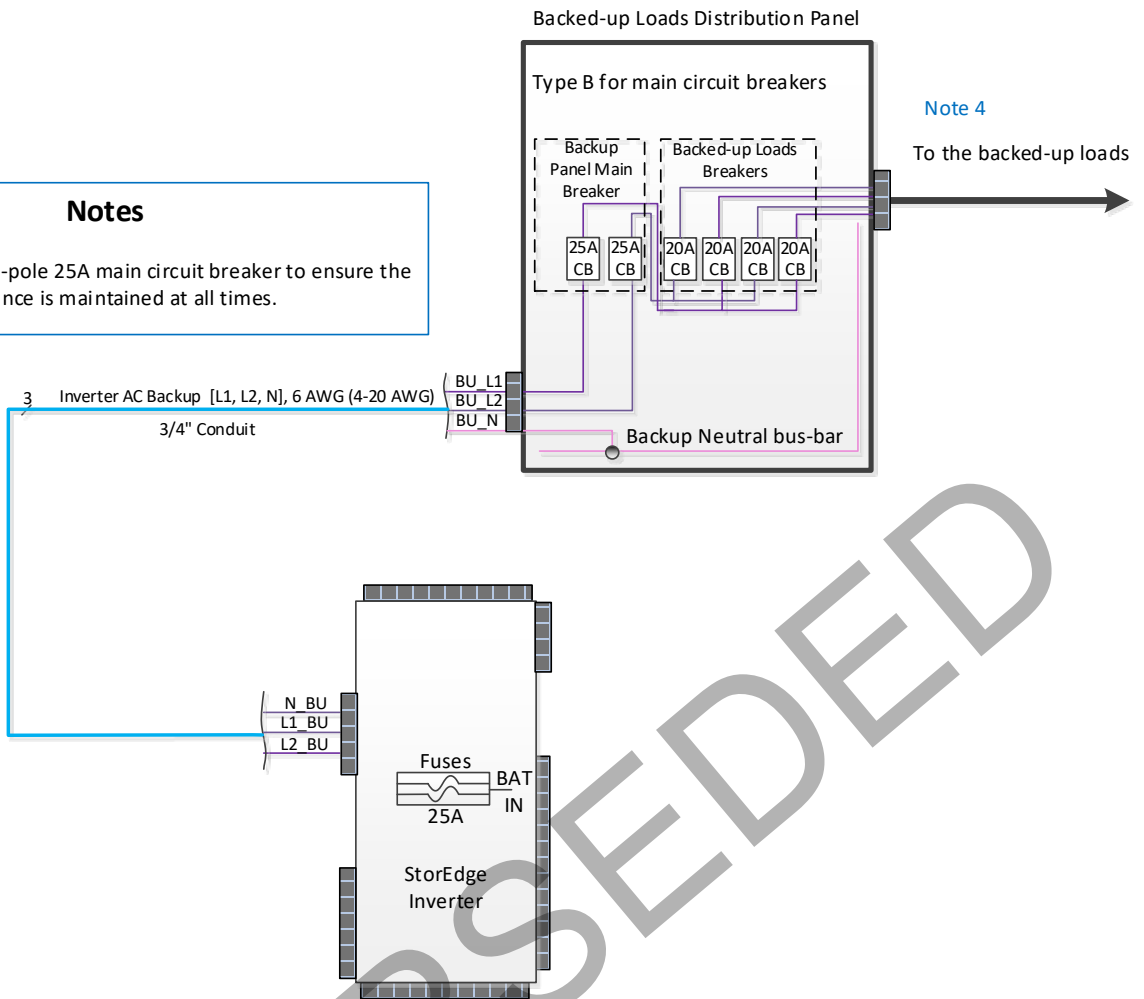 Backed-up Loads Distribution Panel
Type B for main circuit breakers
Note 4
To the backed-up loads
Backup
Panel Main
Breaker
Backed-up Loads
Breakers
25A
CB
25A
CB
20A
CB
20A
CB
20A
CB
20A
CB
Notes
-pole 25A main circuit breaker to ensure the
nce is maintained at all times.
3
Inverter AC Backup [L1, L2, N], 6 AWG (4-20 AWG)
3/4" Conduit
BU_L1
BU_L2
BU_N
Backup Neutral bus-bar
N_BU
L1_BU
L2_BU
Fuses
25A
BAT
IN
StorEdge
Inverter
RSEDED